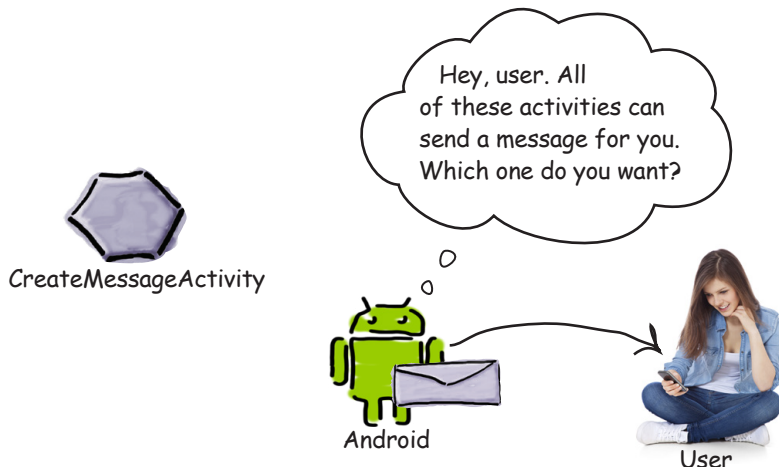 Hey, user. All
of these activities can
send a message for you.
Which one do you want?
CreateMessageActivity
Android
User